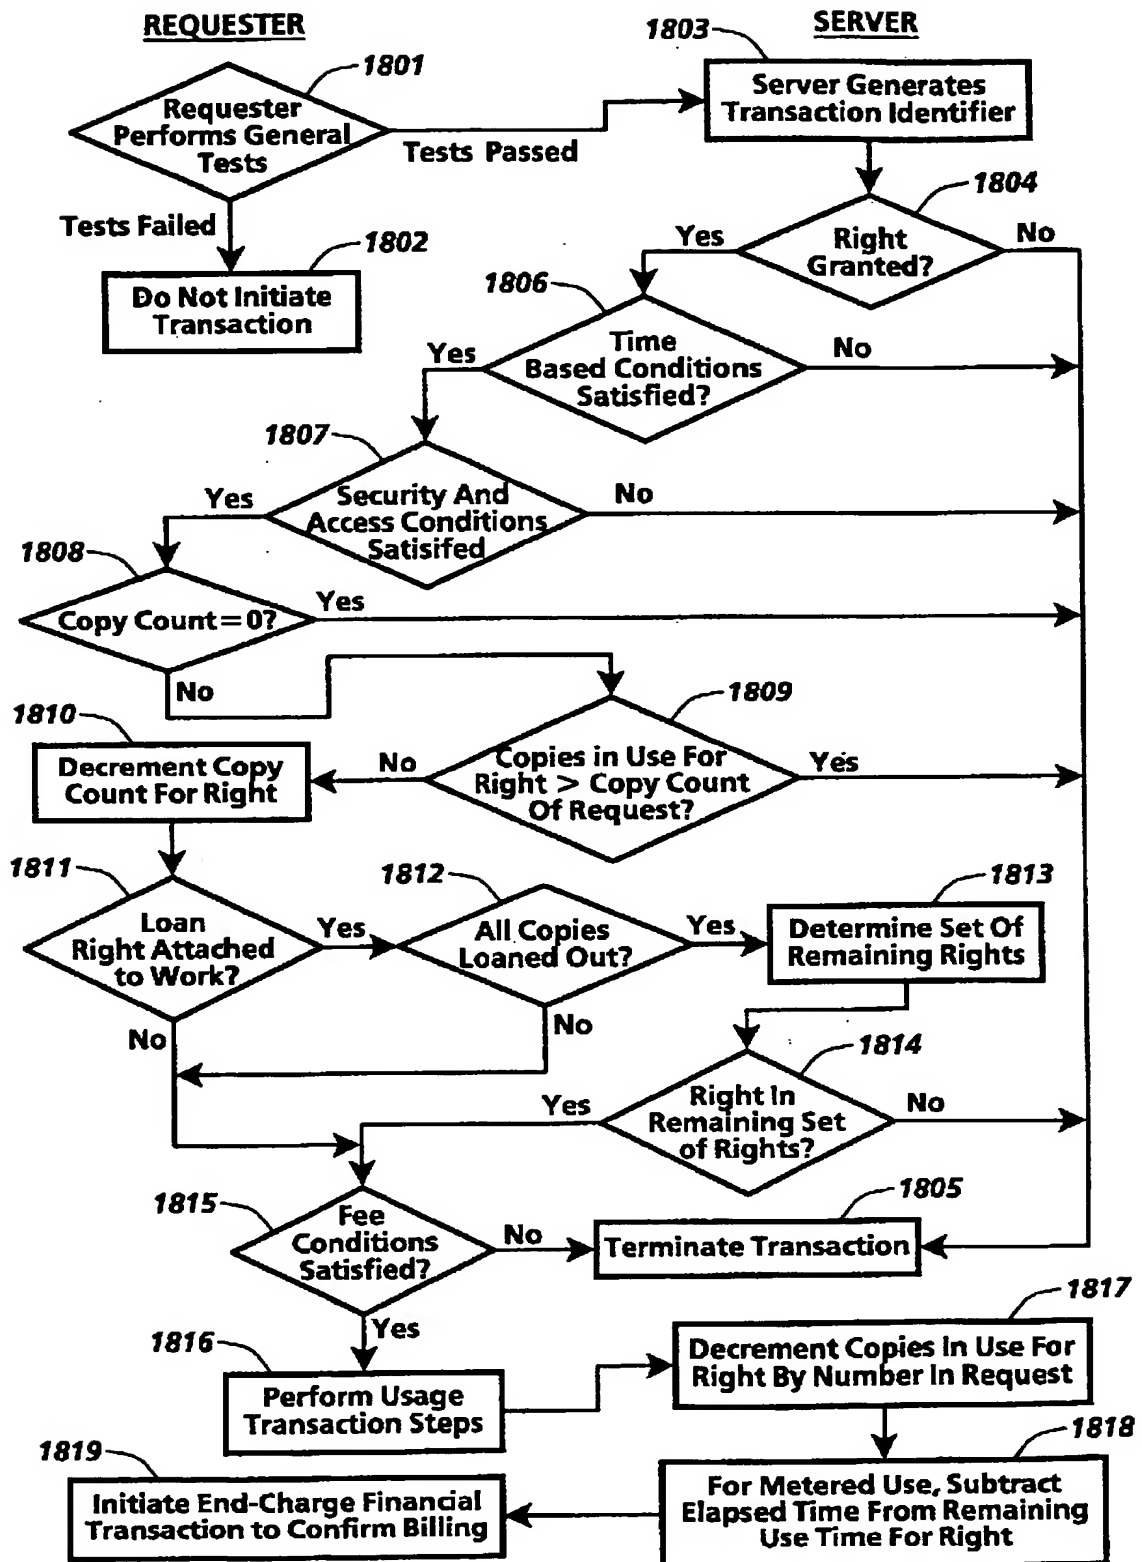 REQUESTER
SERVER
1801
1803
Requester
Performs General
Tests
Tests Passed
Server Generates
Transaction Identifier
Tests Failed
1802
Do Not Initiate
Transaction
1804
Right
Granted?
Yes
No
1806
Time
Based Conditions
Satisfied?
Yes
No
1807
Security And
Access Conditions
Satisifed
Yes
No
1808
Copy Count=0?
Yes
No
1809
Copies in Use For
Right > Copy Count
Of Request?
No
Yes
1810
Decrement Copy
Count For Right
1811
Loan
Right Attached
to Work?
Yes
No
1812
All Copies
Loaned Out?
Yes
No
1813
Determine Set Of
Remaining Rights
1814
Right In
Remaining Set
of Rights?
Yes
No
1815
Fee
Conditions
Satisfied?
No
Yes
1805
Terminate Transaction
1816
Perform Usage
Transaction Steps
1817
Decrement Copies In Use For
Right By Number In Request
1818
For Metered Use, Subtract
Elapsed Time From Remaining
Use Time For Right
1819
Initiate End-Charge Financial
Transaction to Confirm Billing